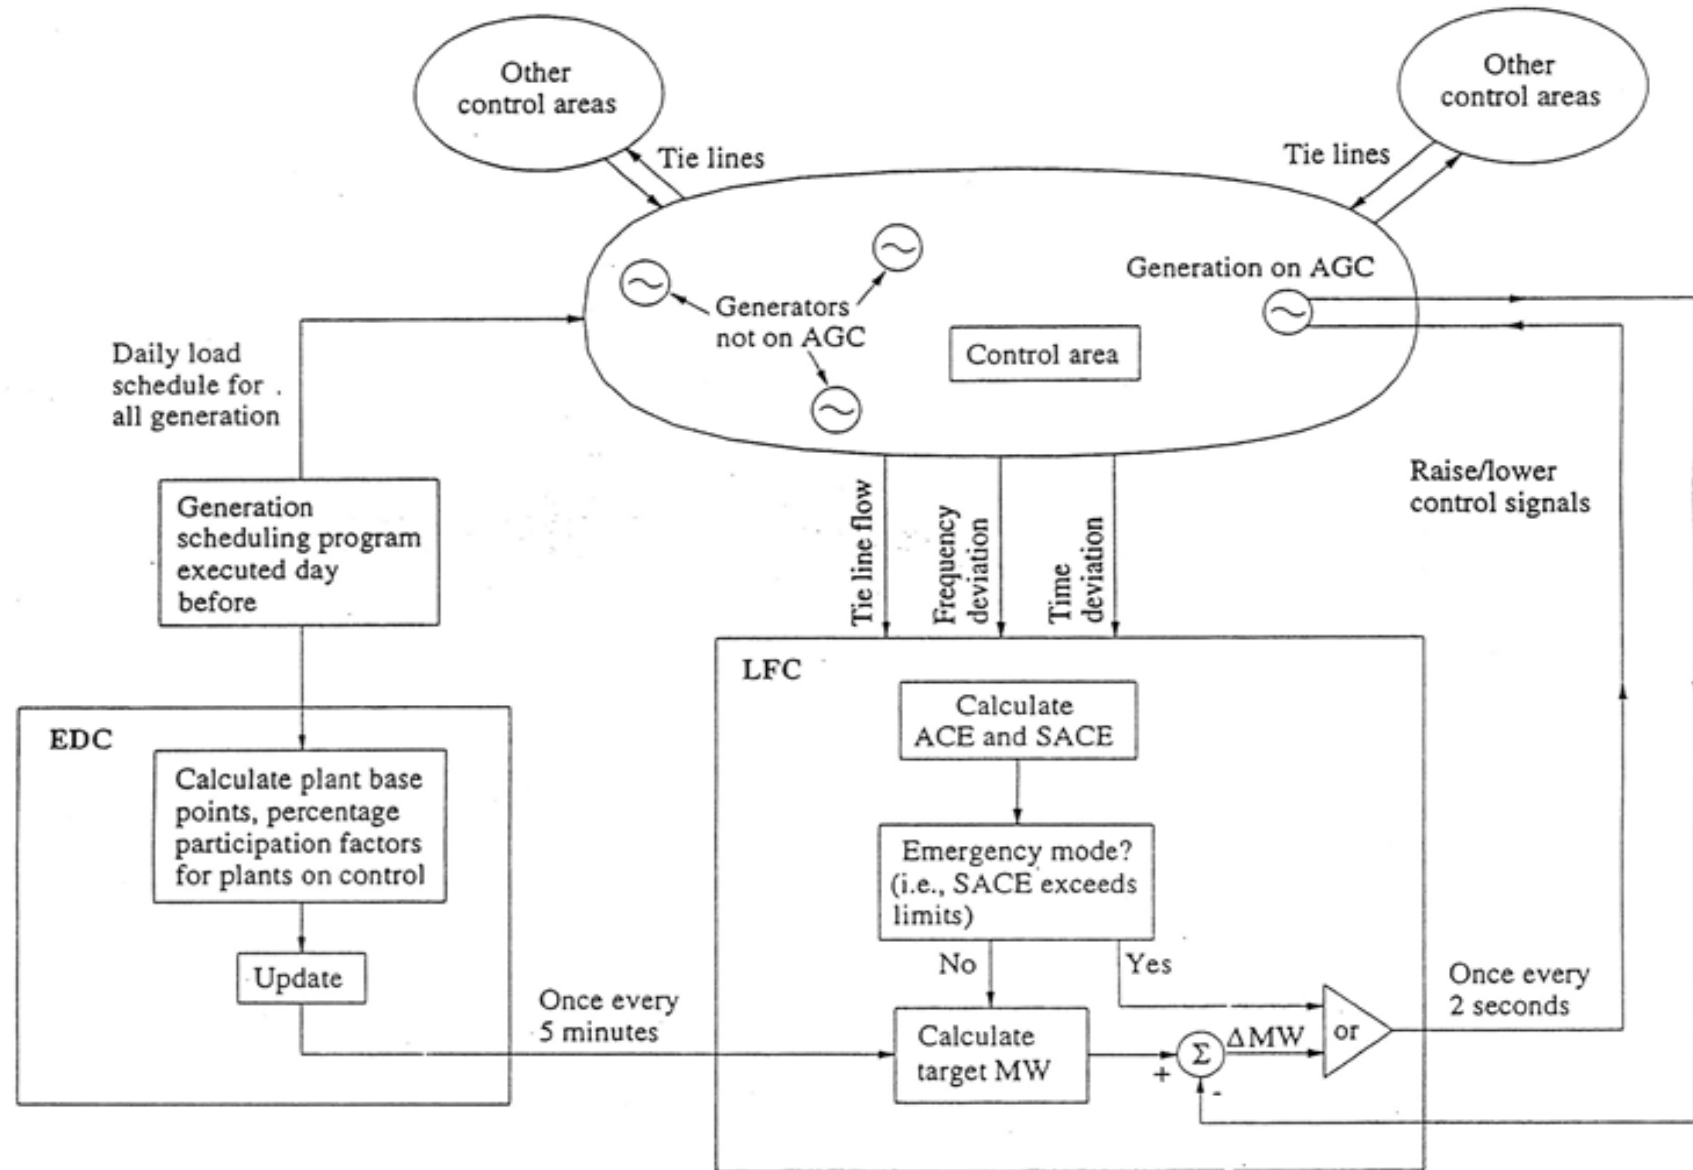 Other
control areas
Other
control areas
Tie lines
Tie lines
Generation on AGC
Generators
not on AGC
Control area
Daily load
schedule for
all generation
Raise/lower
control signals
Generation
scheduling program
executed day
before
Tie line flow
Frequency
deviation
Time
deviation
LFC
Calculate
ACE and SACE
EDC
Calculate plant base
points, percentage
participation factors
for plants on control
Emergency mode?
(i.e., SACE exceeds
limits)
No
Yes
Update
Once every
5 minutes
Once every
2 seconds
Calculate
target MW
+
Σ
-
ΔMW
or